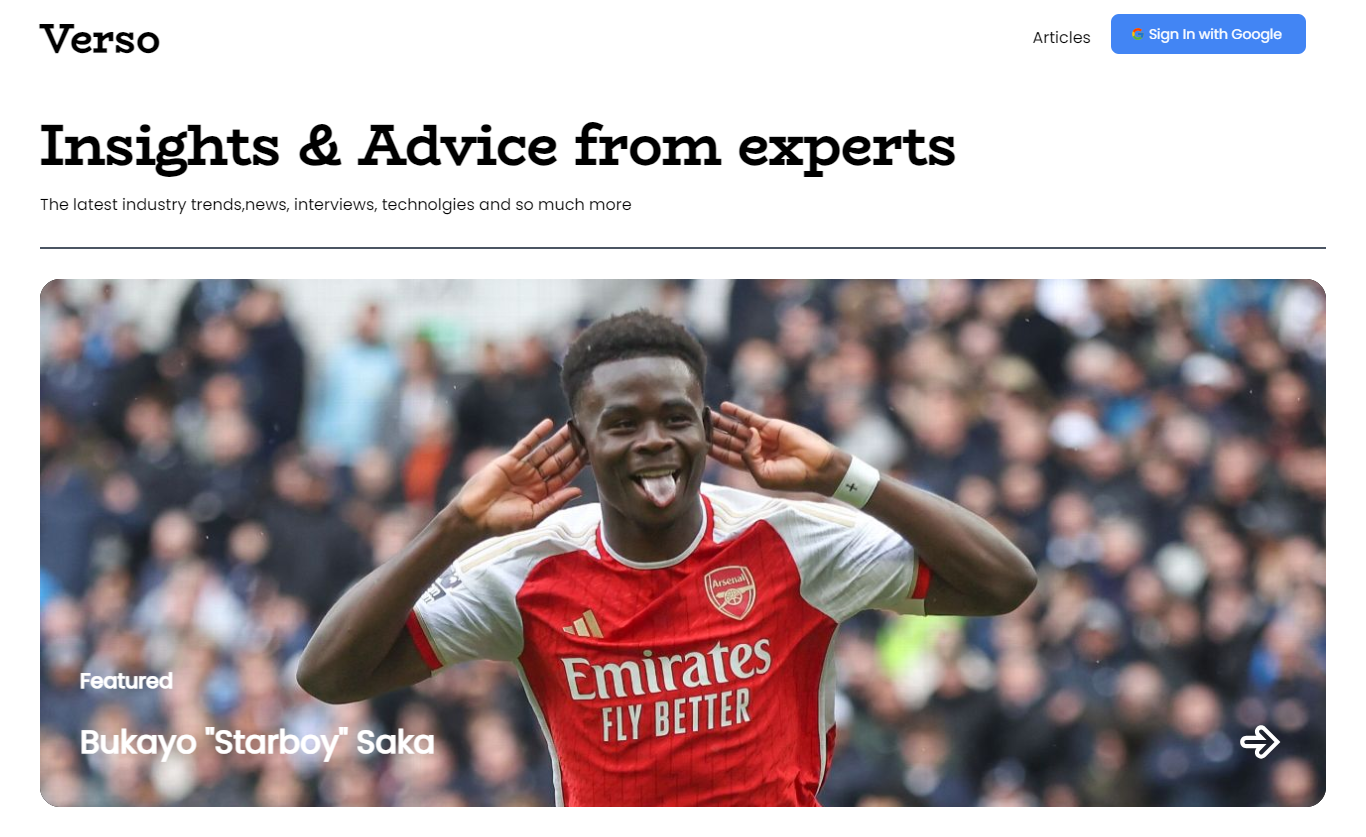 Verso
Articles
Sign In with Google
Insights & Advice from experts
The latest industry trends,news, interviews, technolgies and so much more
Arsenal
Emirates
FLY BETTER
Featured
Bukayo "Starboy" Saka